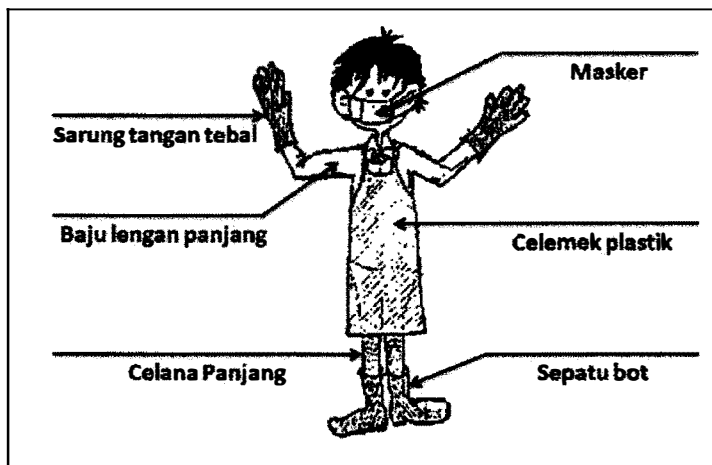 Masker
Sarung tangan tebal
Baju lengan panjang
Celemek plastik
Celana Panjang
Sepatu bot